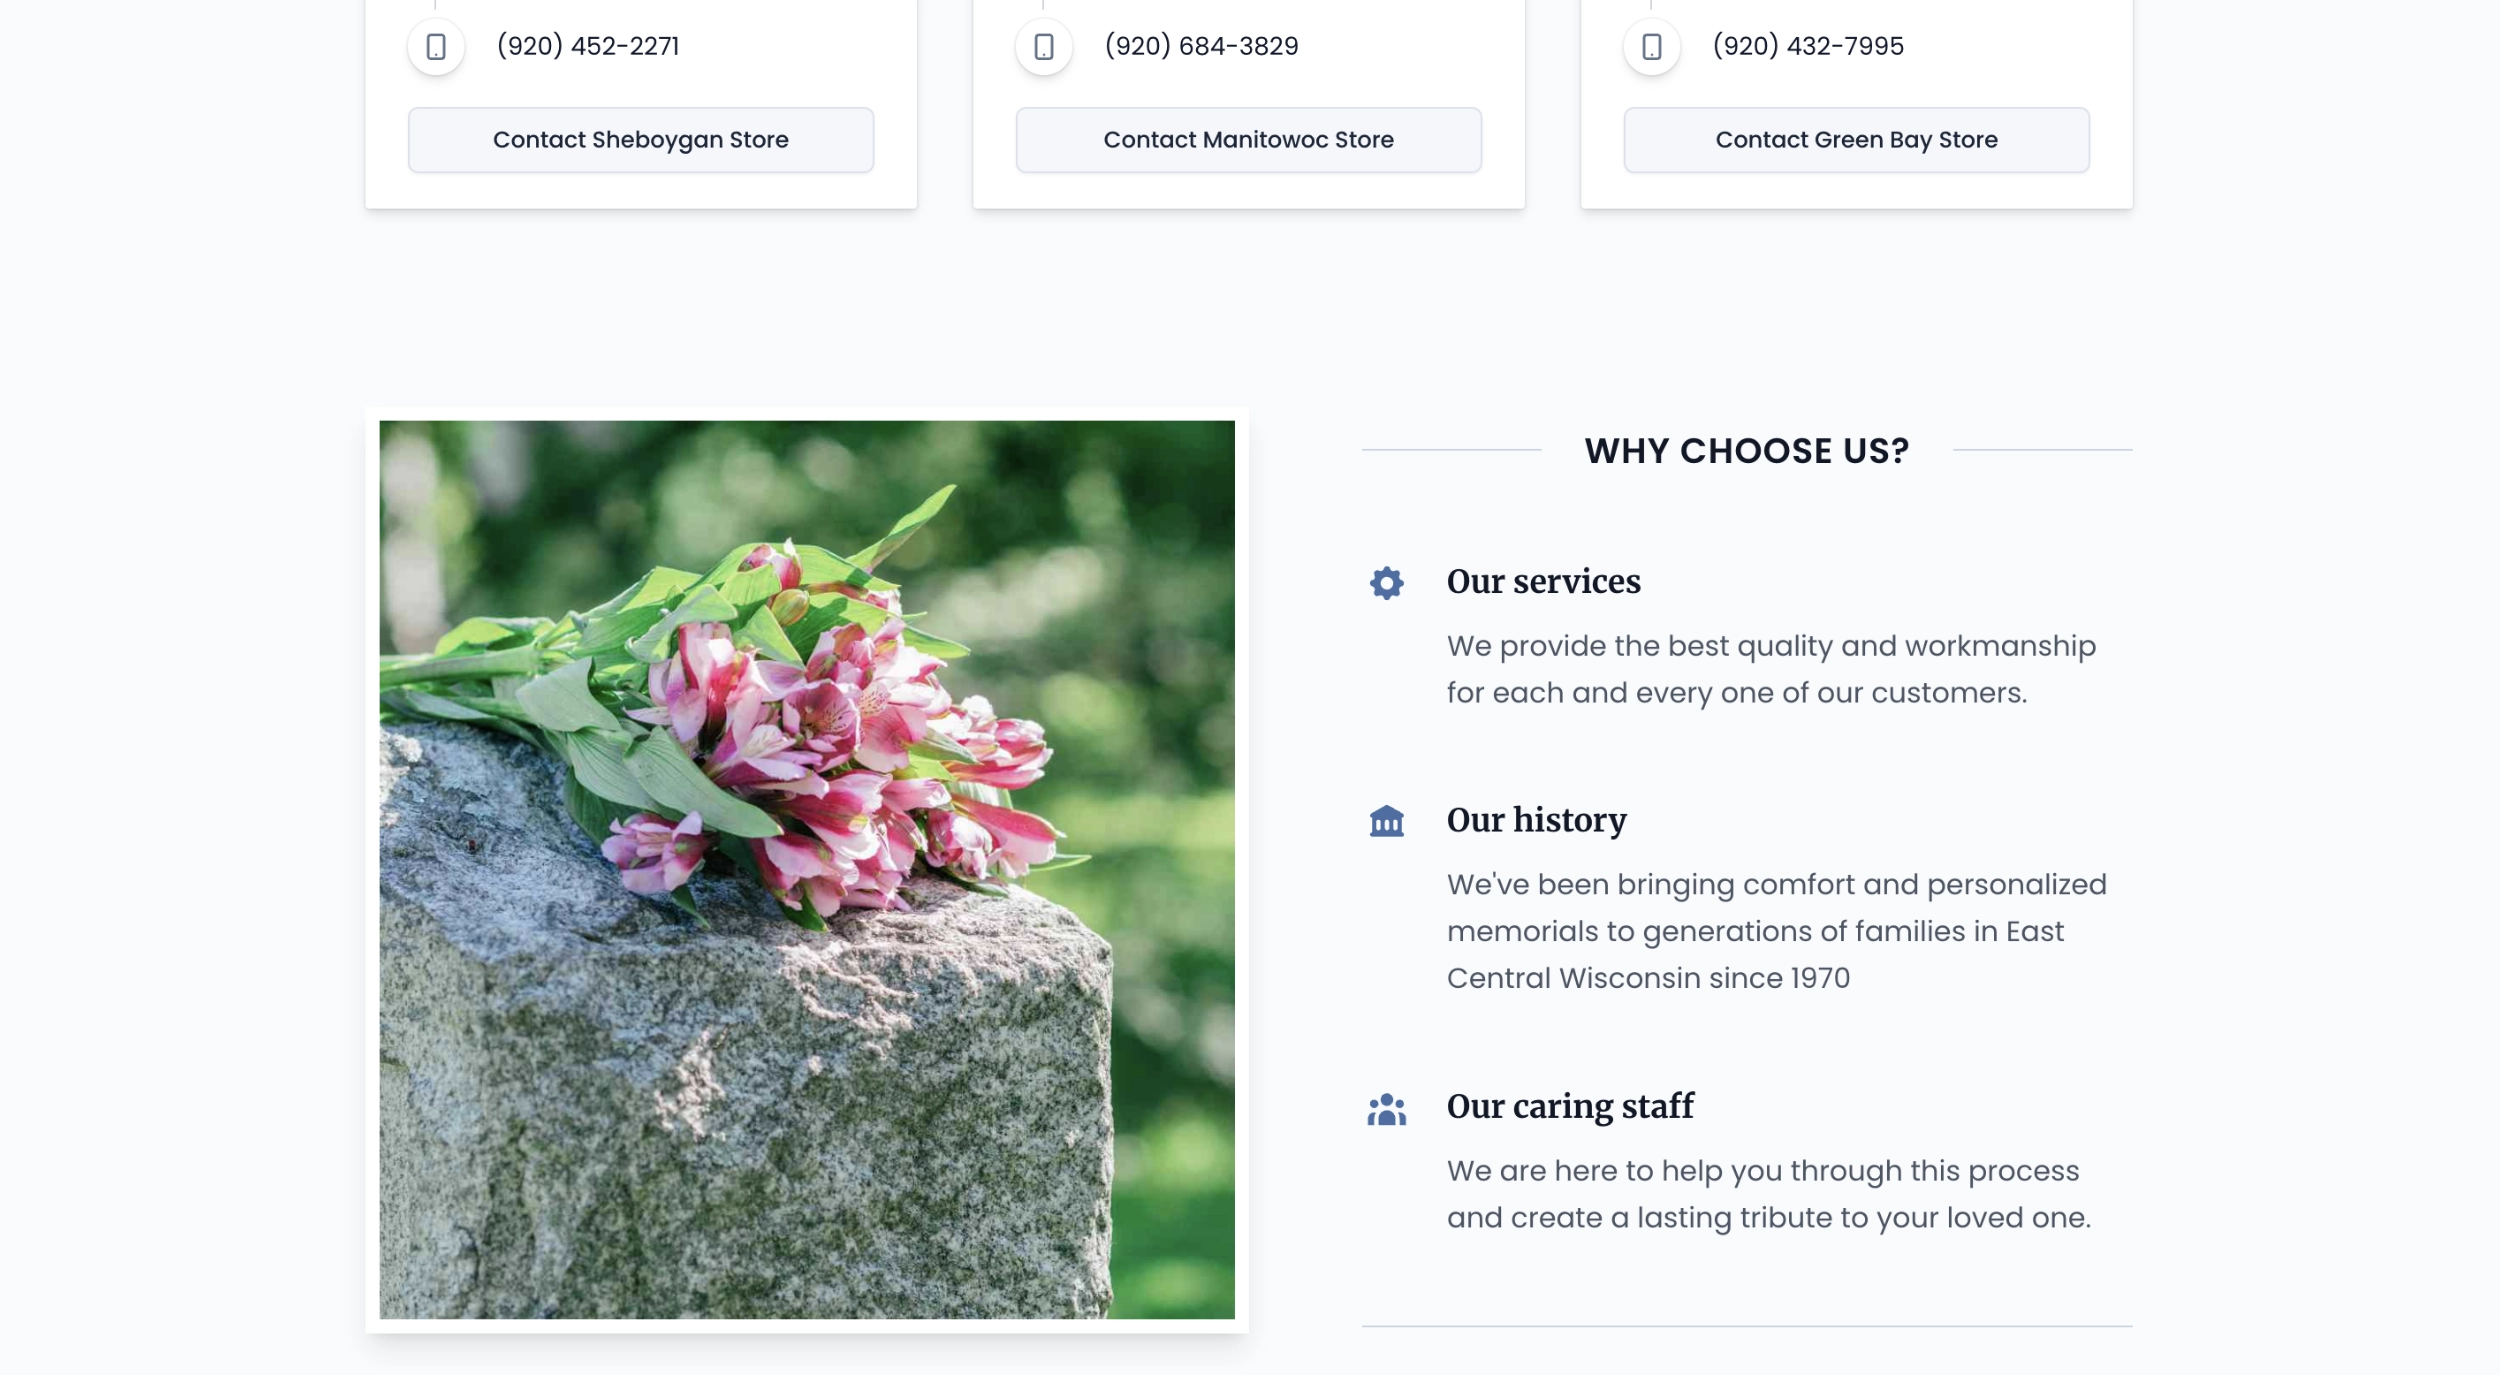 (920) 452-2271
(920) 684-3829
(920) 432-7995
Contact Sheboygan Store
Contact Manitowoc Store
Contact Green Bay Store
WHY CHOOSE US?
Our services
We provide the best quality and workmanship
for each and every one of our customers.
Our history
We've been bringing comfort and personalized
memorials to generations of families in East
Central Wisconsin since 1970
Our caring staff
We are here to help you through this process
and create a lasting tribute to your loved one.